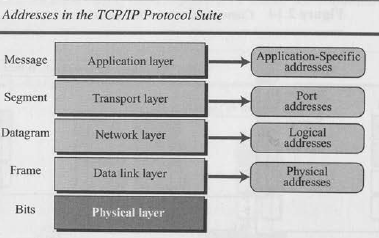 Addresses in the TCP/IP Protocol Suite
Message
Application layer
Application-Specific
addresses
Segment
Transport layer
Port
addresses
Datagram
Network layer
Logical
addresses
Frame
Data link layer
Physical
addresses
Bits
Physical layer